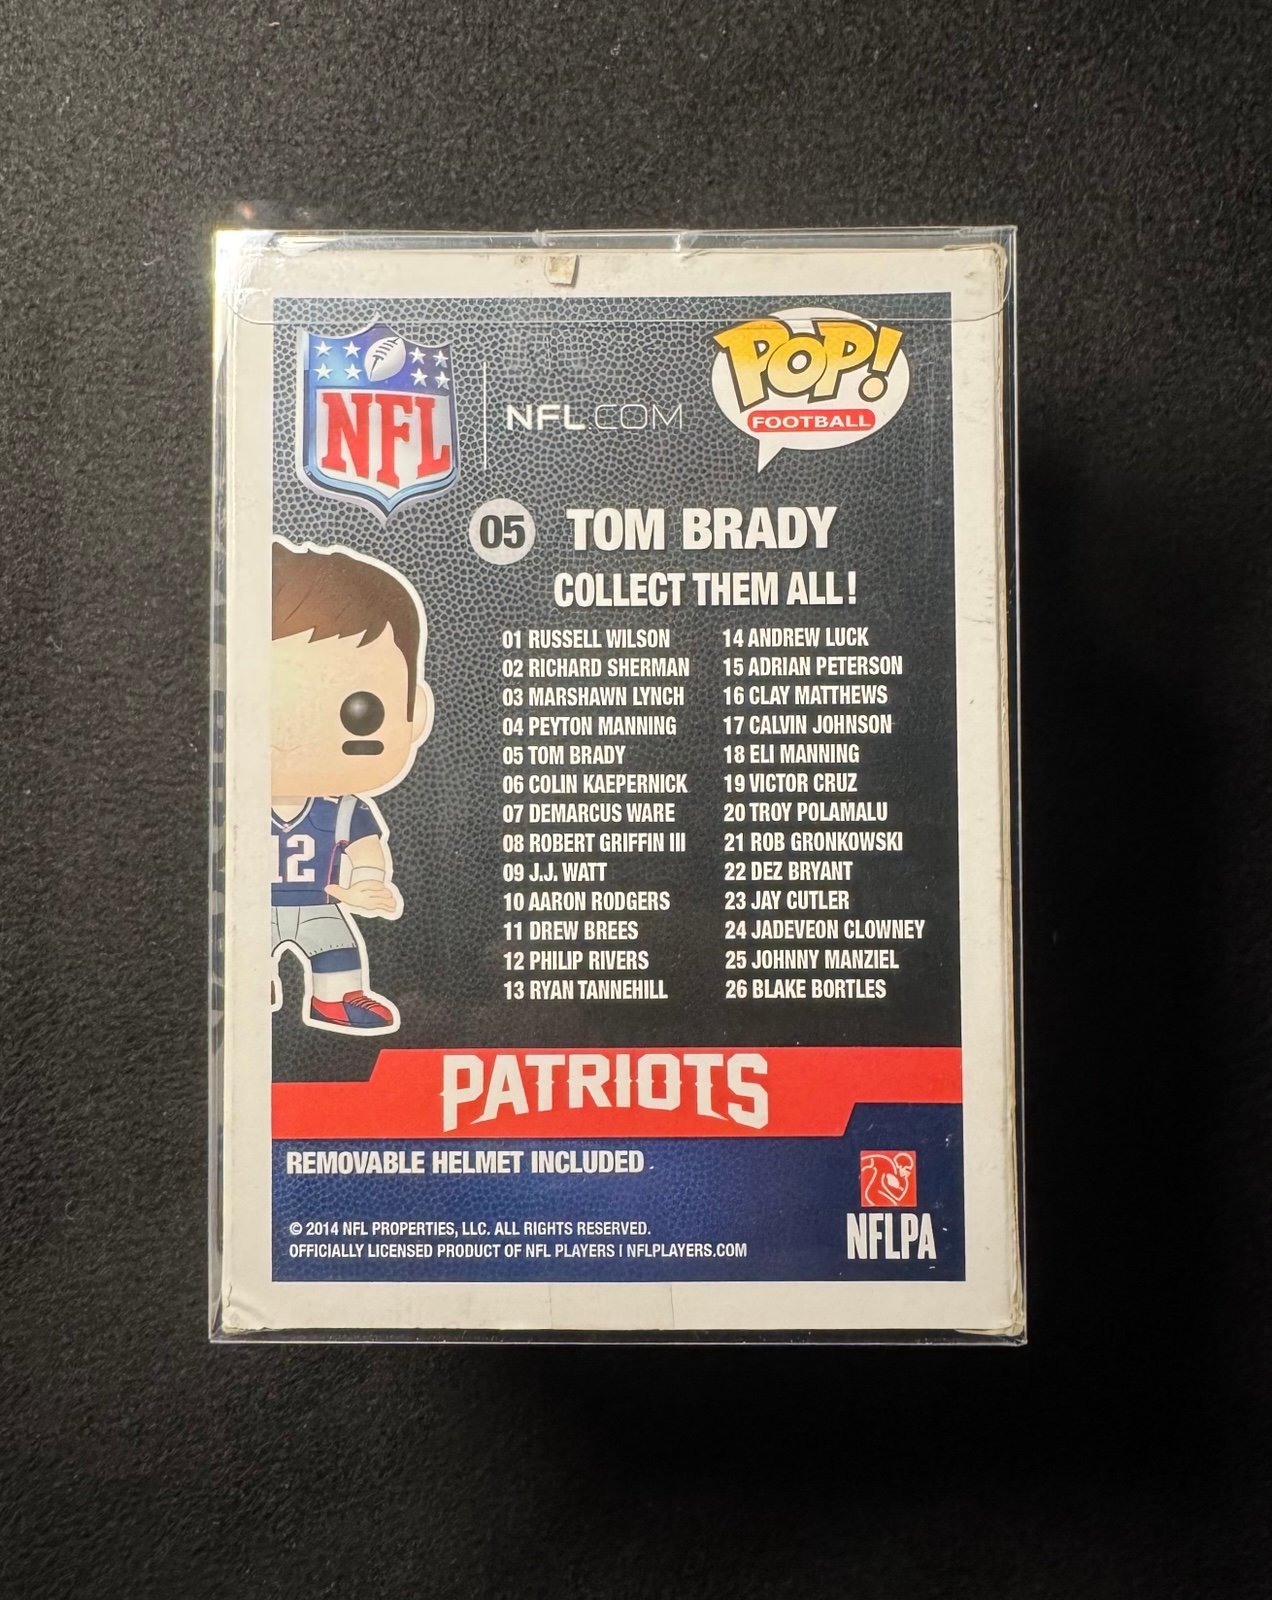 NFL
NFL.COM
POP!
FOOTBALL
05 TOM BRADY
COLLECT THEM ALL!
01 RUSSELL WILSON
02 RICHARD SHERMAN
03 MARSHAWN LYNCH
04 PEYTON MANNING
05 TOM BRADY
06 COLIN KAEPERNICK
07 DEMARCUS WARE
08 ROBERT GRIFFIN III
09 J.J. WATT
10 AARON RODGERS
11 DREW BREES
12 PHILIP RIVERS
13 RYAN TANNEHILL
14 ANDREW LUCK
15 ADRIAN PETERSON
16 CLAY MATTHEWS
17 CALVIN JOHNSON
18 ELI MANNING
19 VICTOR CRUZ
20 TROY POLAMALU
21 ROB GRONKOWSKI
22 DEZ BRYANT
23 JAY CUTLER
24 JADEVEON CLOWNEY
25 JOHNNY MANZIEL
26 BLAKE BORTLES
12
PATRIOTS
REMOVABLE HELMET INCLUDED
© 2014 NFL PROPERTIES, LLC. ALL RIGHTS RESERVED.
OFFICIALLY LICENSED PRODUCT OF NFL PLAYERS | NFLPLAYERS.COM
NFLPA